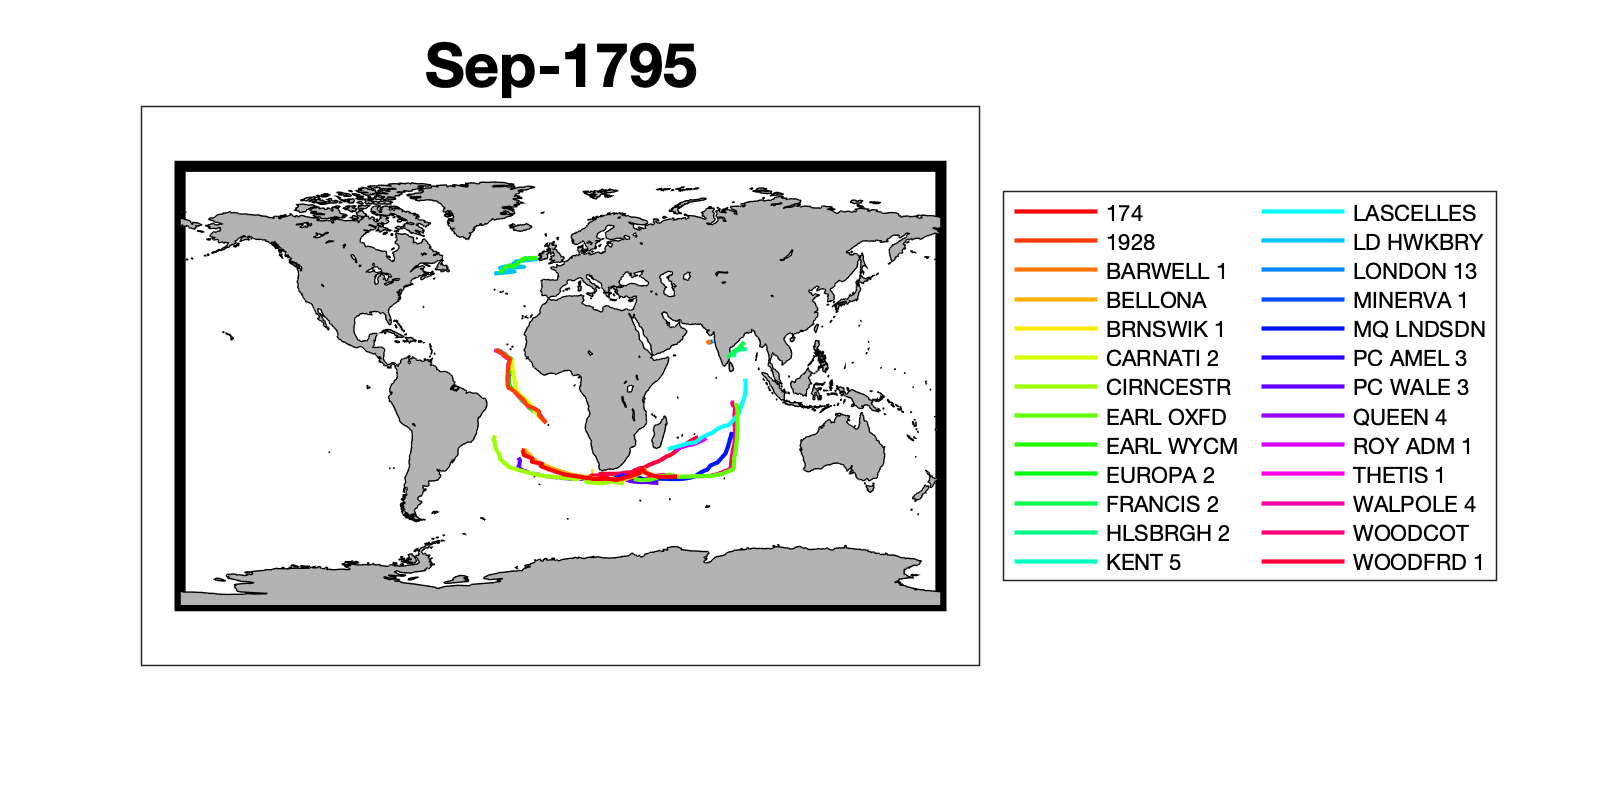 Sep-1795
174
1928
BARWELL 1
BELLONA
BRNSWIK 1
CARNATI 2
CIRNCESTR
EARL OXFD
EARL WYCM
EUROPA 2
FRANCIS 2
HLSBRGH 2
KENT 5
LASCELLES
LD HWKBRY
LONDON 13
MINERVA 1
MQ LNDSDN
PC AMEL 3
PC WALE 3
QUEEN 4
ROY ADM 1
THETIS 1
WALPOLE 4
WOODCOT
WOODFRD 1